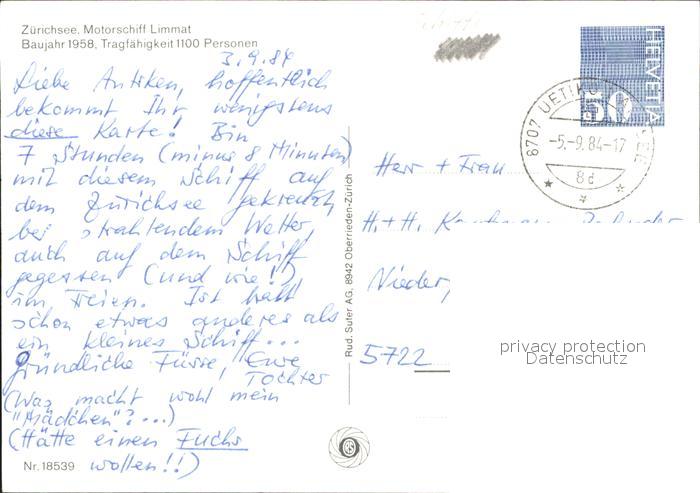 Zürichsee, Motorschiff Limmat
Baujahr 1958, Tragfähigkeit 1100 Personen
3.9.84
Liebe Antiken, hoffentlich
bekommt Ihr wenigstens
diese Karte! Bin
7 Stunden (minus 8 Minuten)
mit diesem Schiff auf
dem Zürichsee gekreuzt,
bei strahlendem Wetter,
auch auf dem Schiff
gegessen (und wie!)
im Freien. Ist halt
schon etwas anderes als
ein kleines Schiff...
gründliche Füsse, Eure
Tochter
(Was macht wohl mein
"Mädchen"?...)
(Hätte einen Fuchs
wollen!!)
Nr. 18539
Rud. Suter AG, 8942 Oberrieden-Zürich
HELVETIA
50
8707 UETIKON A SEE
-5.-9.84-17
8d
Herr + Frau
H.+H.
Nieder,
5722
privacy protection
Datenschutz